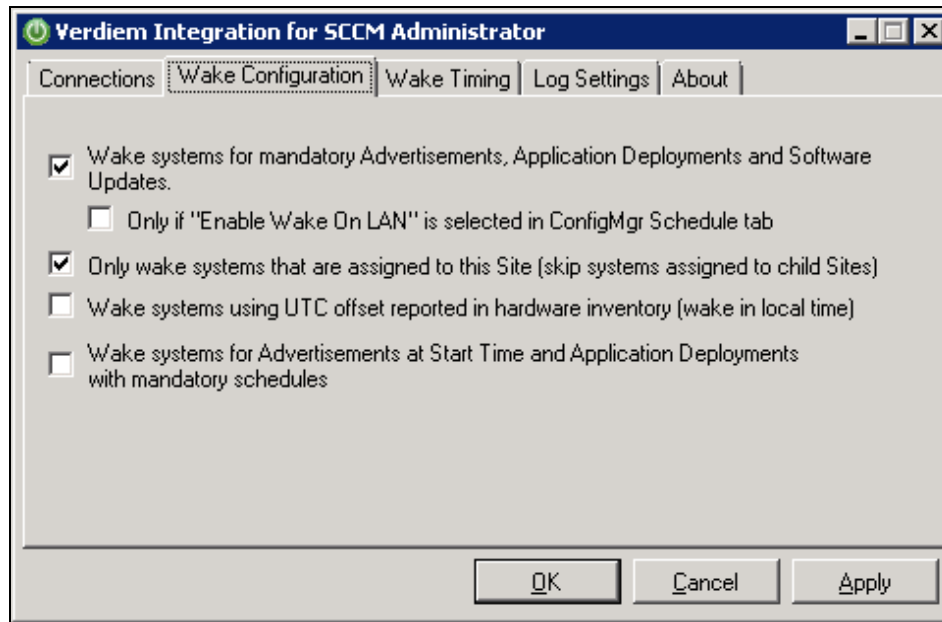 Verdiem Integration for SCCM Administrator
Connections Wake Configuration Wake Timing Log Settings About
Wake systems for mandatory Advertisements, Application Deployments and Software
Updates.
Only if "Enable Wake On LAN" is selected in ConfigMgr Schedule tab
Only wake systems that are assigned to this Site (skip systems assigned to child Sites)
Wake systems using UTC offset reported in hardware inventory (wake in local time)
Wake systems for Advertisements at Start Time and Application Deployments
with mandatory schedules
OK Cancel Apply